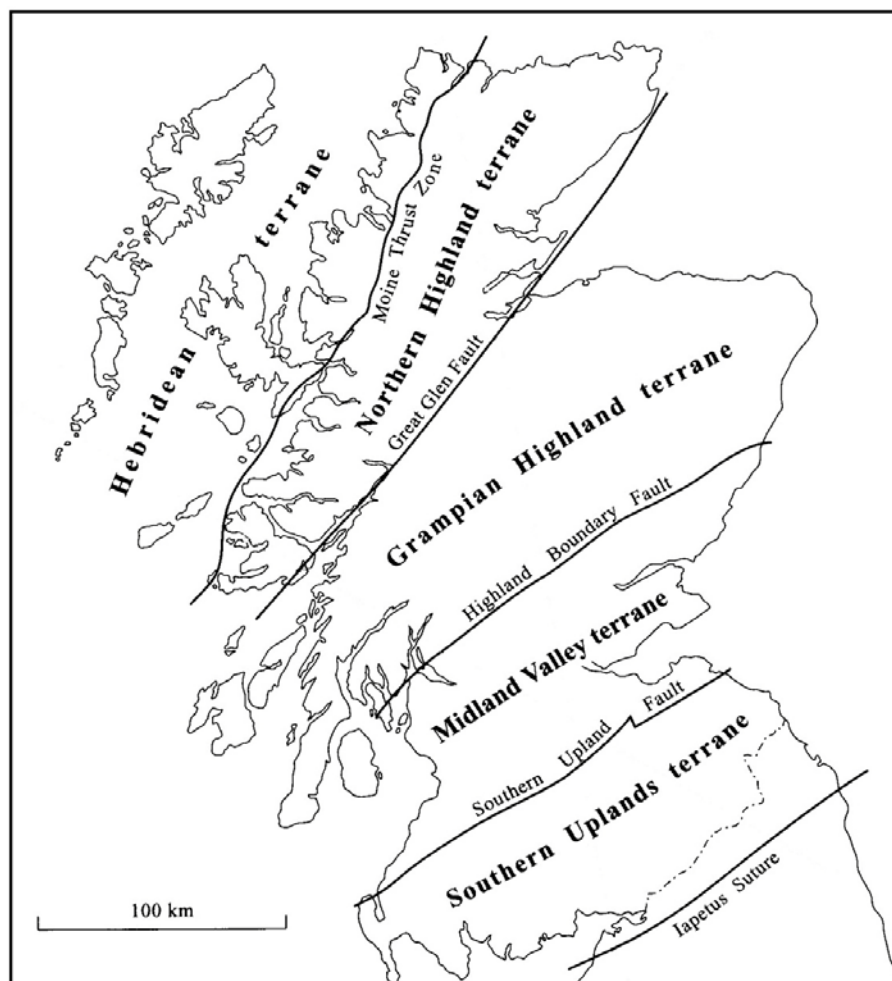 Hebridean terrane
Moine Thrust Zone
Northern Highland terrane
Great Glen Fault
Grampian Highland terrane
Highland Boundary Fault
Midland Valley terrane
Southern Upland Fault
Southern Uplands terrane
Iapetus Suture
100 km